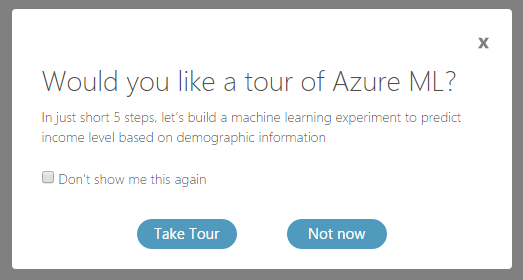 x
Would you like a tour of Azure ML?
In just short 5 steps, let's build a machine learning experiment to predict
income level based on demographic information
Don't show me this again
Take Tour
Not now